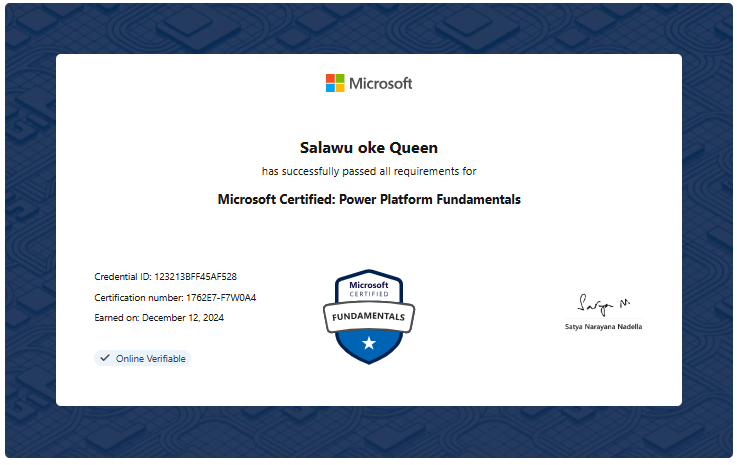 Microsoft
Salawu oke Queen
has successfully passed all requirements for
Microsoft Certified: Power Platform Fundamentals
Credential ID: 123213BFF45AF528
Certification number: 1762E7-F7W0A4
Earned on: December 12, 2024
Online Verifiable
Microsoft
CERTIFIED
FUNDAMENTALS
Satya N.
Satya Narayana Nadella